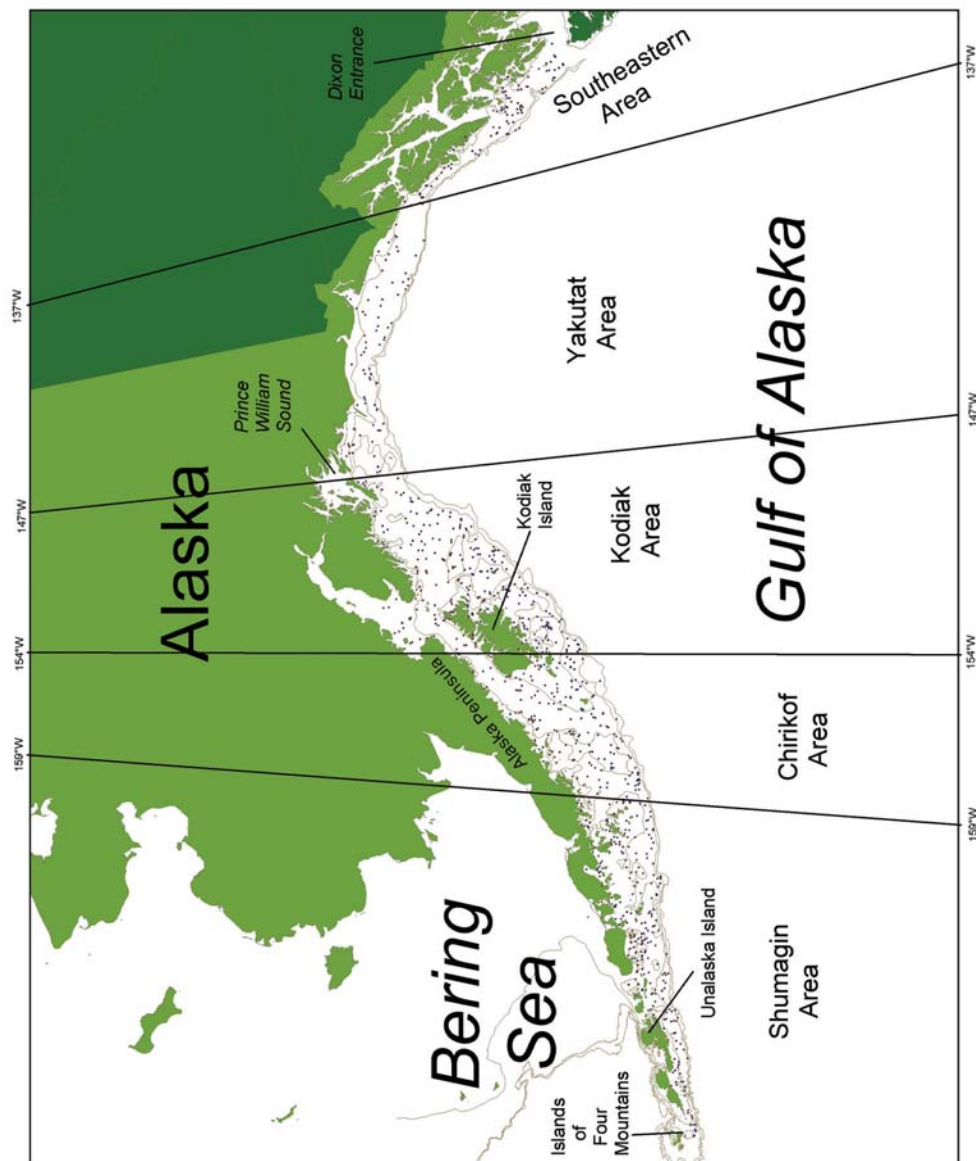 159°W
154°W
147°W
137°W
Alaska
Dixon
Entrance
Prince
William
Sound
Southeastern
Area
Bering
Sea
Alaska Peninsula
Kodiak
Island
Islands
of
Four
Mountains
Unalaska Island
Yakutat
Area
Kodiak
Area
Chirikof
Area
Shumagin
Area
Gulf of Alaska
159°W
154°W
147°W
137°W